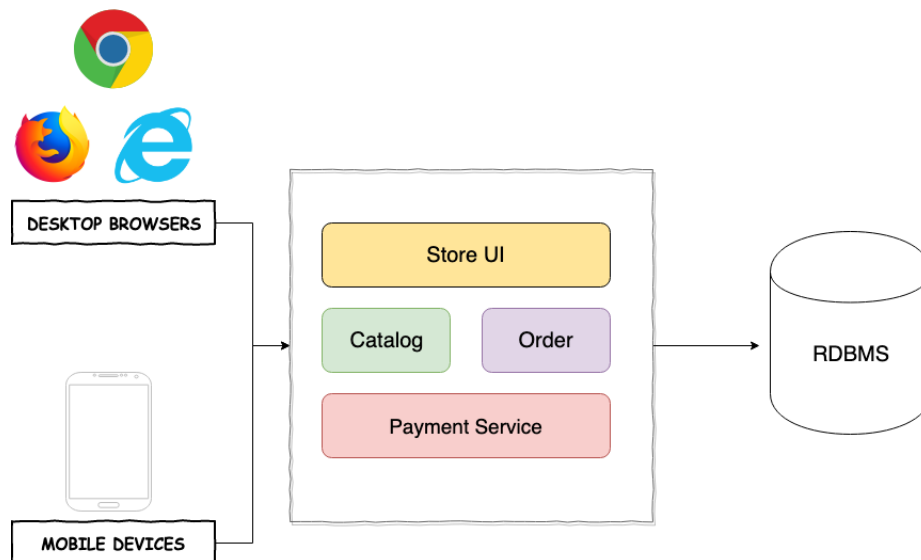 DESKTOP BROWSERS
Store UI
Catalog
Order
RDBMS
Payment Service
MOBILE DEVICES